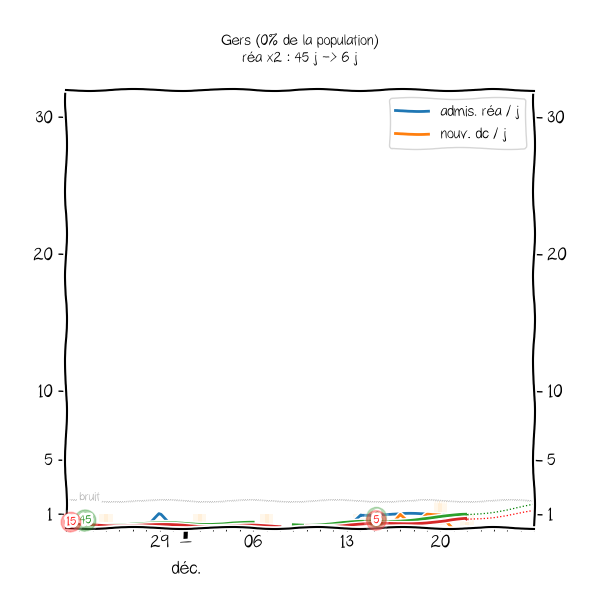 Gers (0% de la population)
réa x2 : 45 j -> 6 j
admis. réa / j
nouv. dc / j
30
30
20
20
10
10
5
5
bruit
1
15
45
5
1
29
06
13
20
déc.